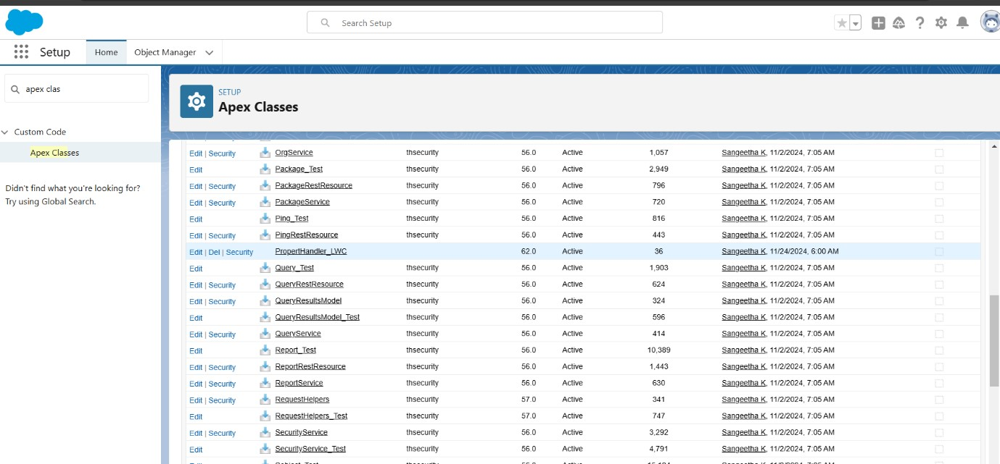 Search Setup
Setup
Home
Object Manager
apex clas
Custom Code
Apex Classes
Didn't find what you're looking for?
Try using Global Search.
SETUP
Apex Classes
Edit | Security OrgService thsecurity 56.0 Active 1,057 Sangeetha K, 11/2/2024, 7:05 AM
Edit Package_Test thsecurity 56.0 Active 2,949 Sangeetha K, 11/2/2024, 7:05 AM
Edit | Security PackageRestResource thsecurity 56.0 Active 796 Sangeetha K, 11/2/2024, 7:05 AM
Edit | Security PackageService thsecurity 56.0 Active 720 Sangeetha K, 11/2/2024, 7:05 AM
Edit Ping_Test thsecurity 56.0 Active 816 Sangeetha K, 11/2/2024, 7:05 AM
Edit | Security PingRestResource thsecurity 56.0 Active 443 Sangeetha K, 11/2/2024, 7:05 AM
Edit | Del | Security PropertHandler_LWC 62.0 Active 36 Sangeetha K, 11/24/2024, 6:00 AM
Edit Query_Test thsecurity 56.0 Active 1,903 Sangeetha K, 11/2/2024, 7:05 AM
Edit | Security QueryRestResource thsecurity 56.0 Active 624 Sangeetha K, 11/2/2024, 7:05 AM
Edit | Security QueryResultsModel thsecurity 56.0 Active 324 Sangeetha K, 11/2/2024, 7:05 AM
Edit QueryResultsModel_Test thsecurity 56.0 Active 596 Sangeetha K, 11/2/2024, 7:05 AM
Edit | Security QueryService thsecurity 56.0 Active 414 Sangeetha K, 11/2/2024, 7:05 AM
Edit Report_Test thsecurity 56.0 Active 10,389 Sangeetha K, 11/2/2024, 7:05 AM
Edit | Security ReportRestResource thsecurity 56.0 Active 1,443 Sangeetha K, 11/2/2024, 7:05 AM
Edit | Security ReportService thsecurity 56.0 Active 630 Sangeetha K, 11/2/2024, 7:05 AM
Edit | Security RequestHelpers thsecurity 57.0 Active 341 Sangeetha K, 11/2/2024, 7:05 AM
Edit RequestHelpers_Test thsecurity 57.0 Active 747 Sangeetha K, 11/2/2024, 7:05 AM
Edit | Security SecurityService thsecurity 56.0 Active 3,292 Sangeetha K, 11/2/2024, 7:05 AM
Edit SecurityService_Test thsecurity 56.0 Active 4,791 Sangeetha K, 11/2/2024, 7:05 AM